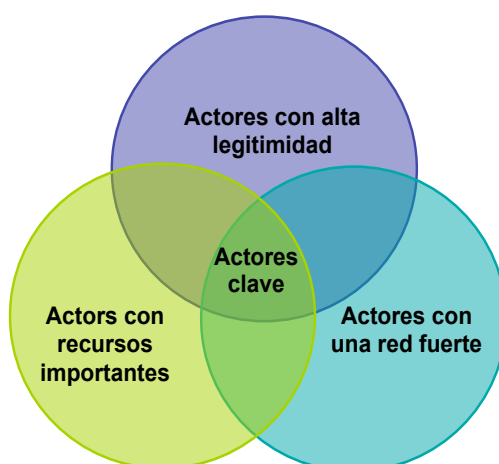 Actores con alta
legitimidad
Actores
clave
Actors con
recursos
importantes
Actores con
una red fuerte